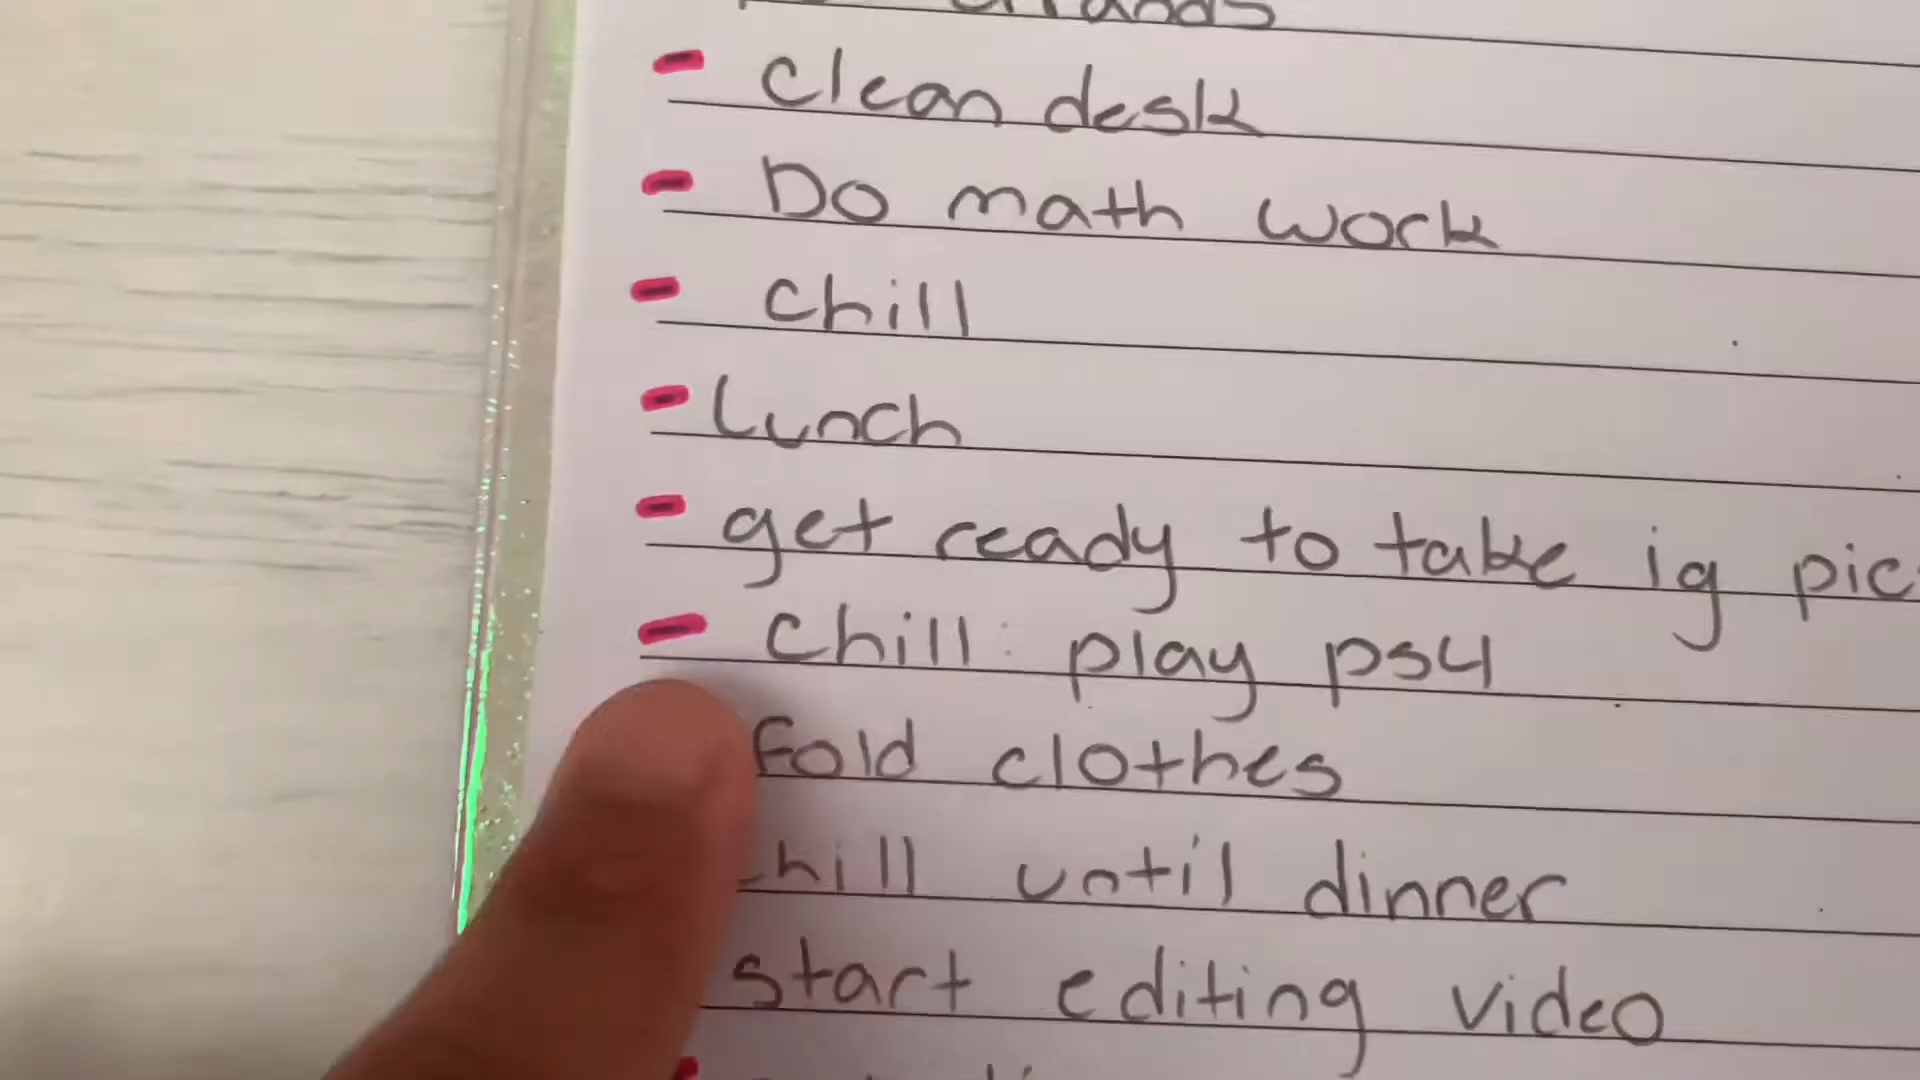 - clean desk
- Do math work
- chill
- Lunch
- get ready to take ig
- chill: play ps4
fold clothes
hill until dinner
start editing video